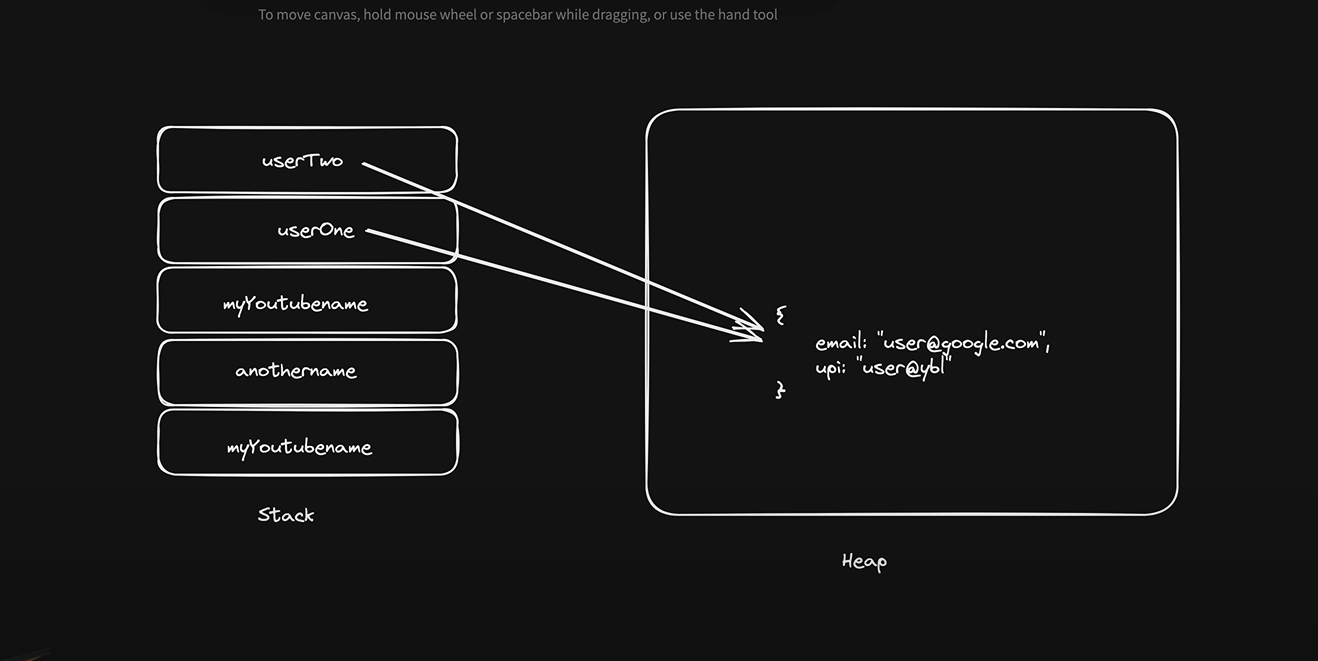 To move canvas, hold mouse wheel or spacebar while dragging, or use the hand tool
userTwo
userOne
myYoutubename
anothername
myYoutubename
Stack
{
email: "user@google.com",
upi: "user@ybl"
}
Heap